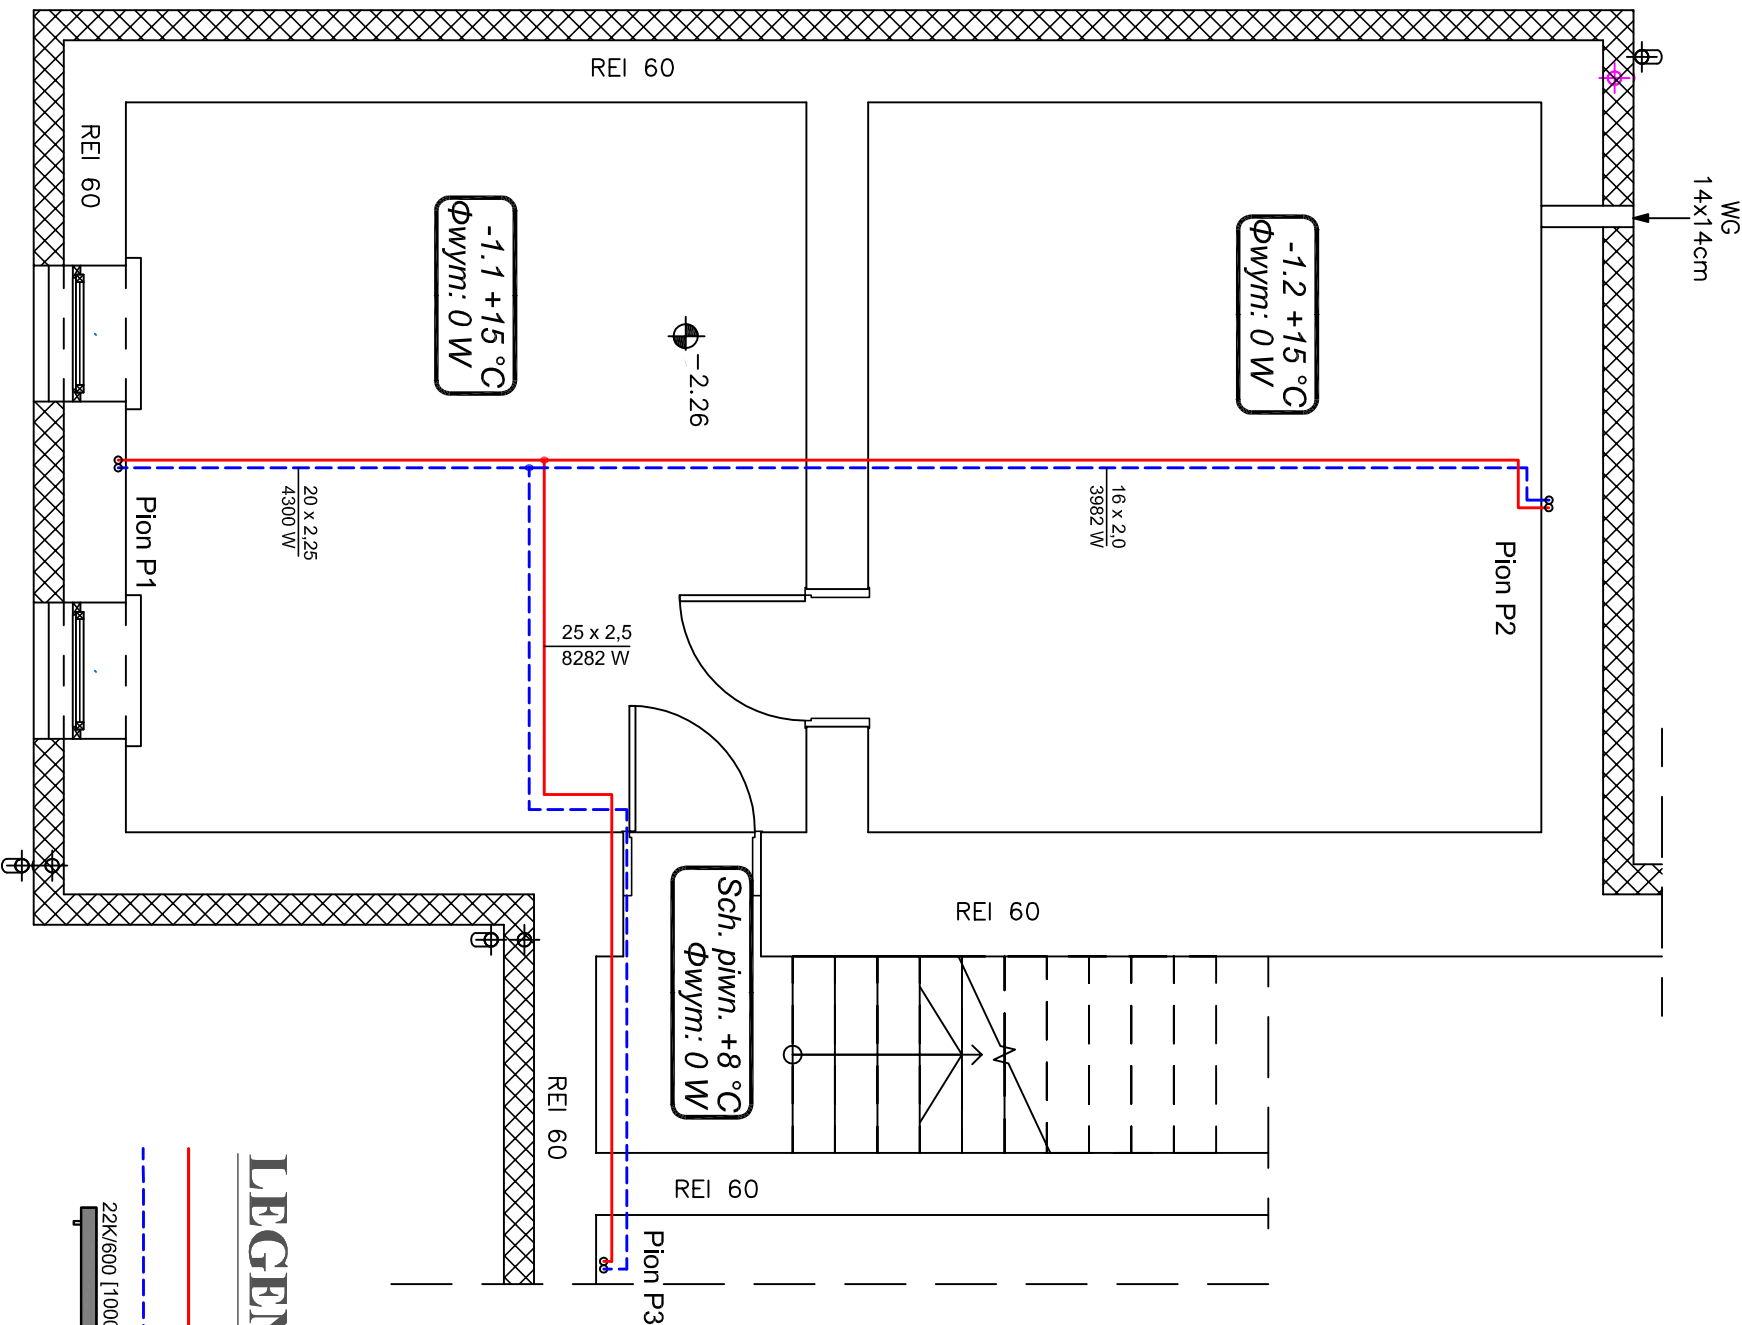 REI 60
REI 60
WG
14x14cm
-1.1 +15 °C
Φwym: 0 W
-1.2 +15 °C
Φwym: 0 W
-2.26
20 x 2,25
4300 W
16 x 2,0
3982 W
Pion P1
Pion P2
25 x 2,5
8282 W
Sch. piwn. +8 °C
Φwym: 0 W
REI 60
REI 60
REI 60
Pion P3
LEGEN
22K/600 [1000